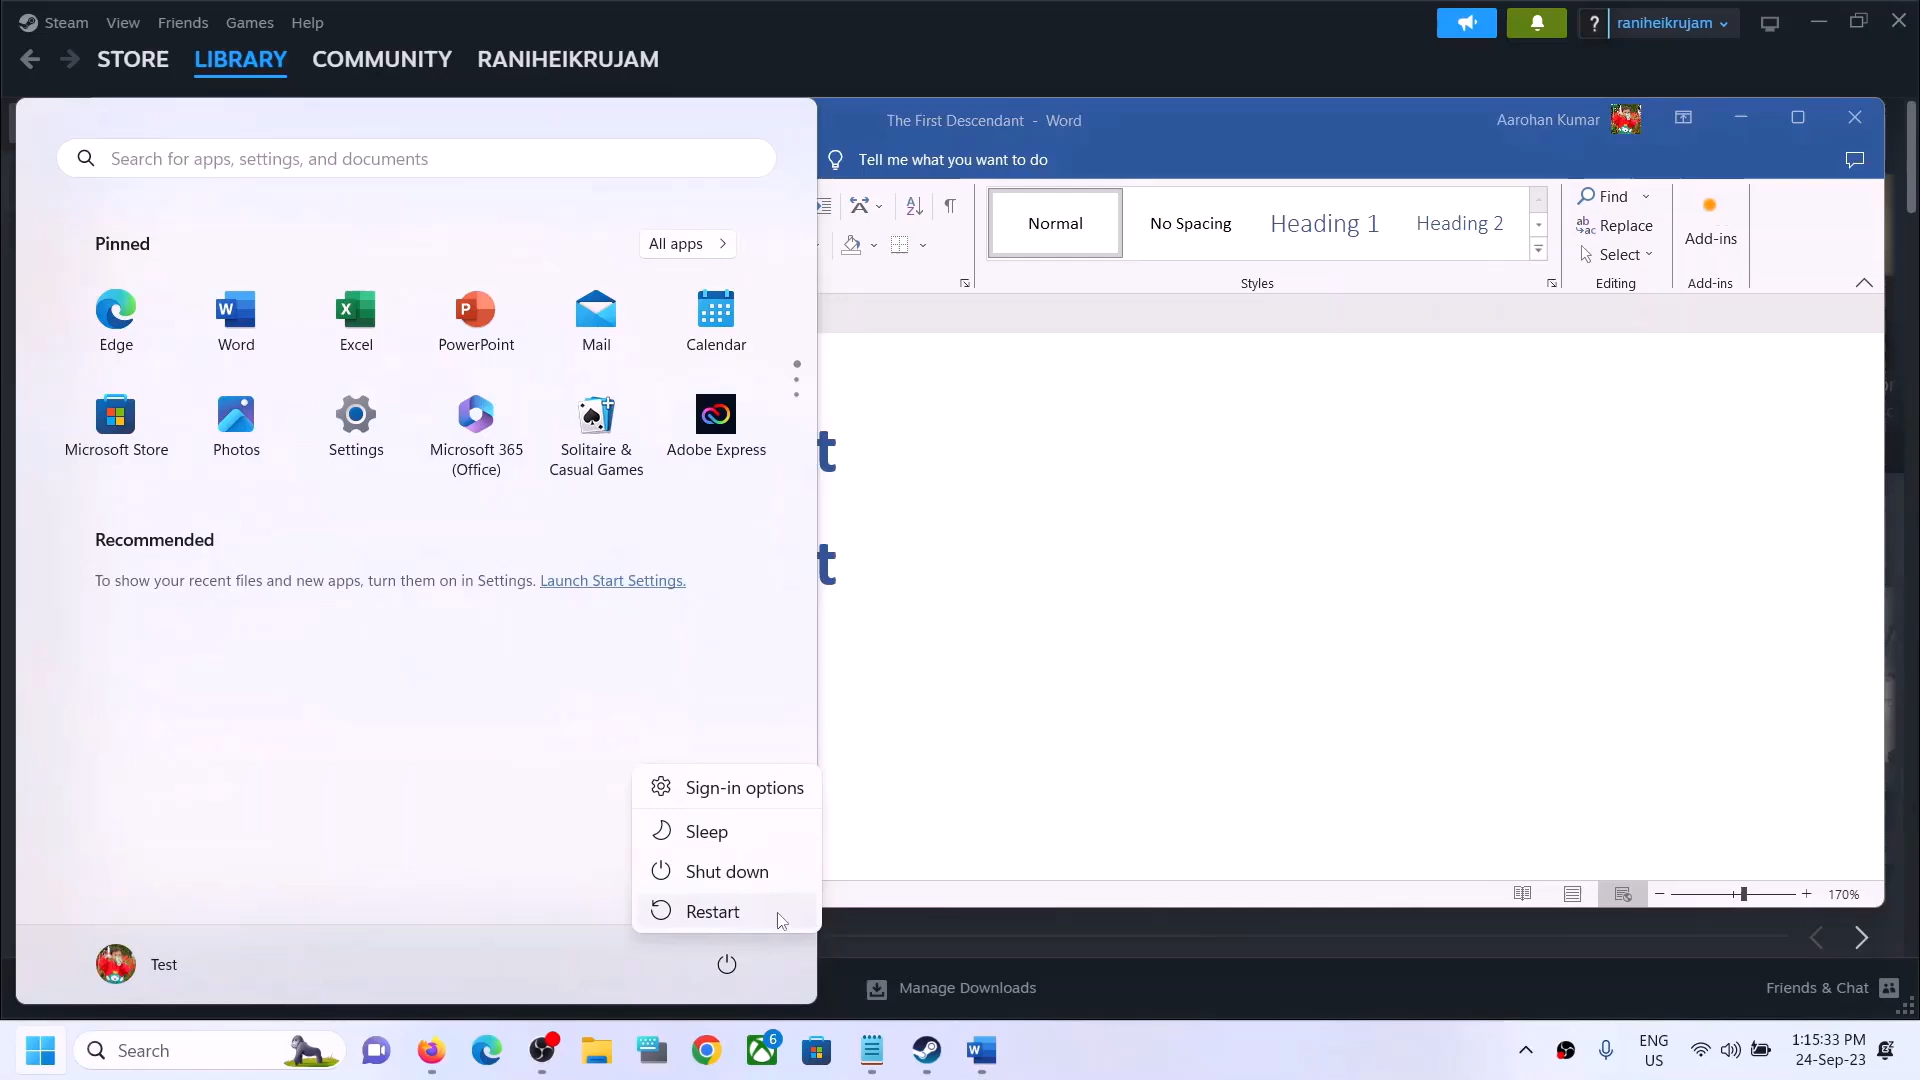 Steam View Friends Games Help
? raniheikrujam
STORE LIBRARY COMMUNITY RANIHEIKRUJAM
Search for apps, settings, and documents
Pinned
All apps
Edge
Word
Excel
PowerPoint
Mail
Calendar
Microsoft Store
Photos
Settings
Microsoft 365
(Office)
Solitaire &
Casual Games
Adobe Express
Recommended
To show your recent files and new apps, turn them on in Settings. Launch Start Settings.
Sign-in options
Sleep
Shut down
Restart
Test
The First Descendant - Word
Aarohan Kumar
Tell me what you want to do
Normal
No Spacing
Heading 1
Heading 2
Styles
Find
Replace
Select
Editing
Add-ins
Add-ins
t
t
170%
Manage Downloads
Friends & Chat
Search
6
ENG
US
1:15:33 PM
24-Sep-23